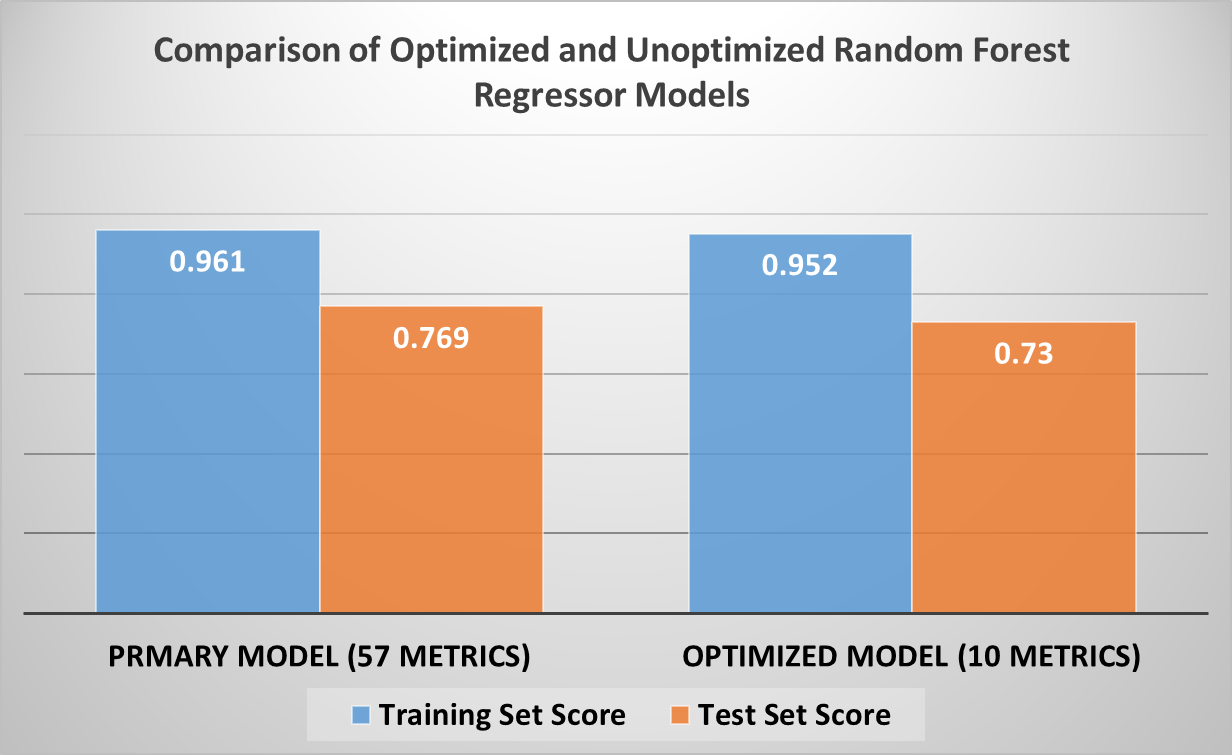 Comparison of Optimized and Unoptimized Random Forest
Regressor Models
0.961
0.769
0.952
0.73
PRMARY MODEL (57 METRICS)
OPTIMIZED MODEL (10 METRICS)
Training Set Score
Test Set Score